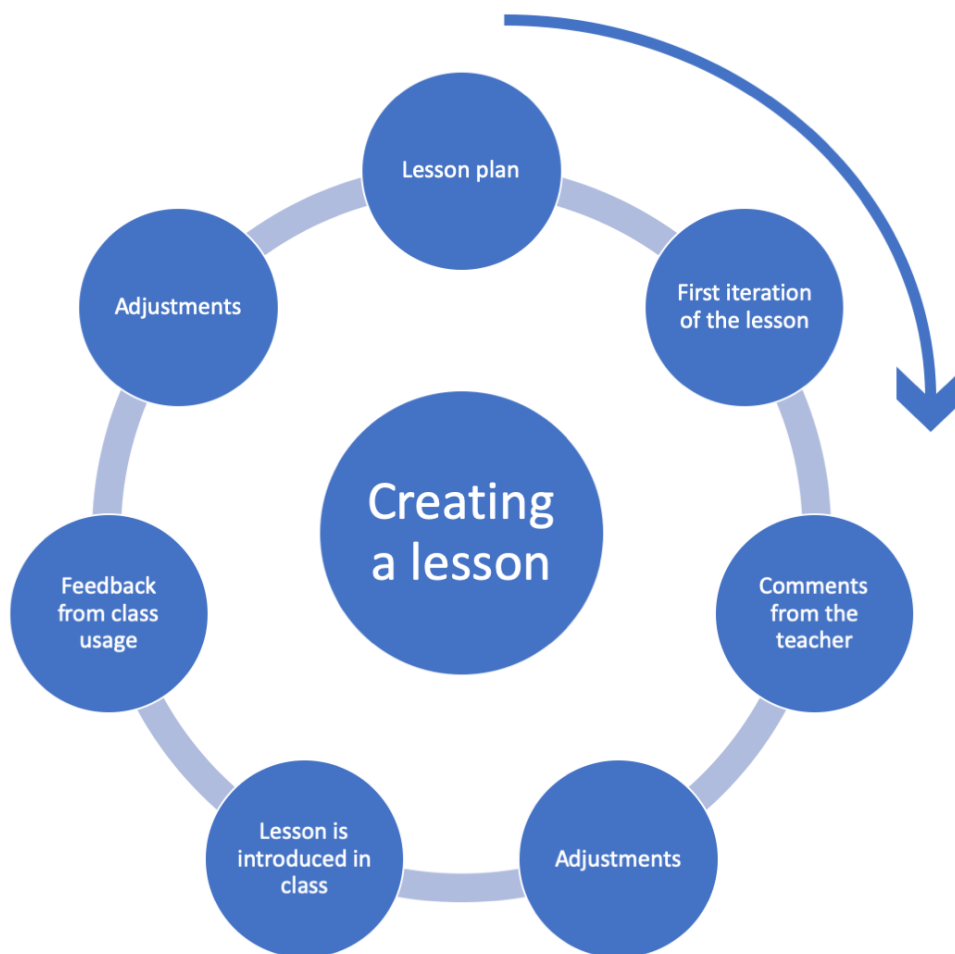 Lesson plan
First iteration
of the lesson
Comments
from the
teacher
Adjustments
Lesson is
introduced in
class
Feedback
from class
usage
Adjustments
Creating
a lesson